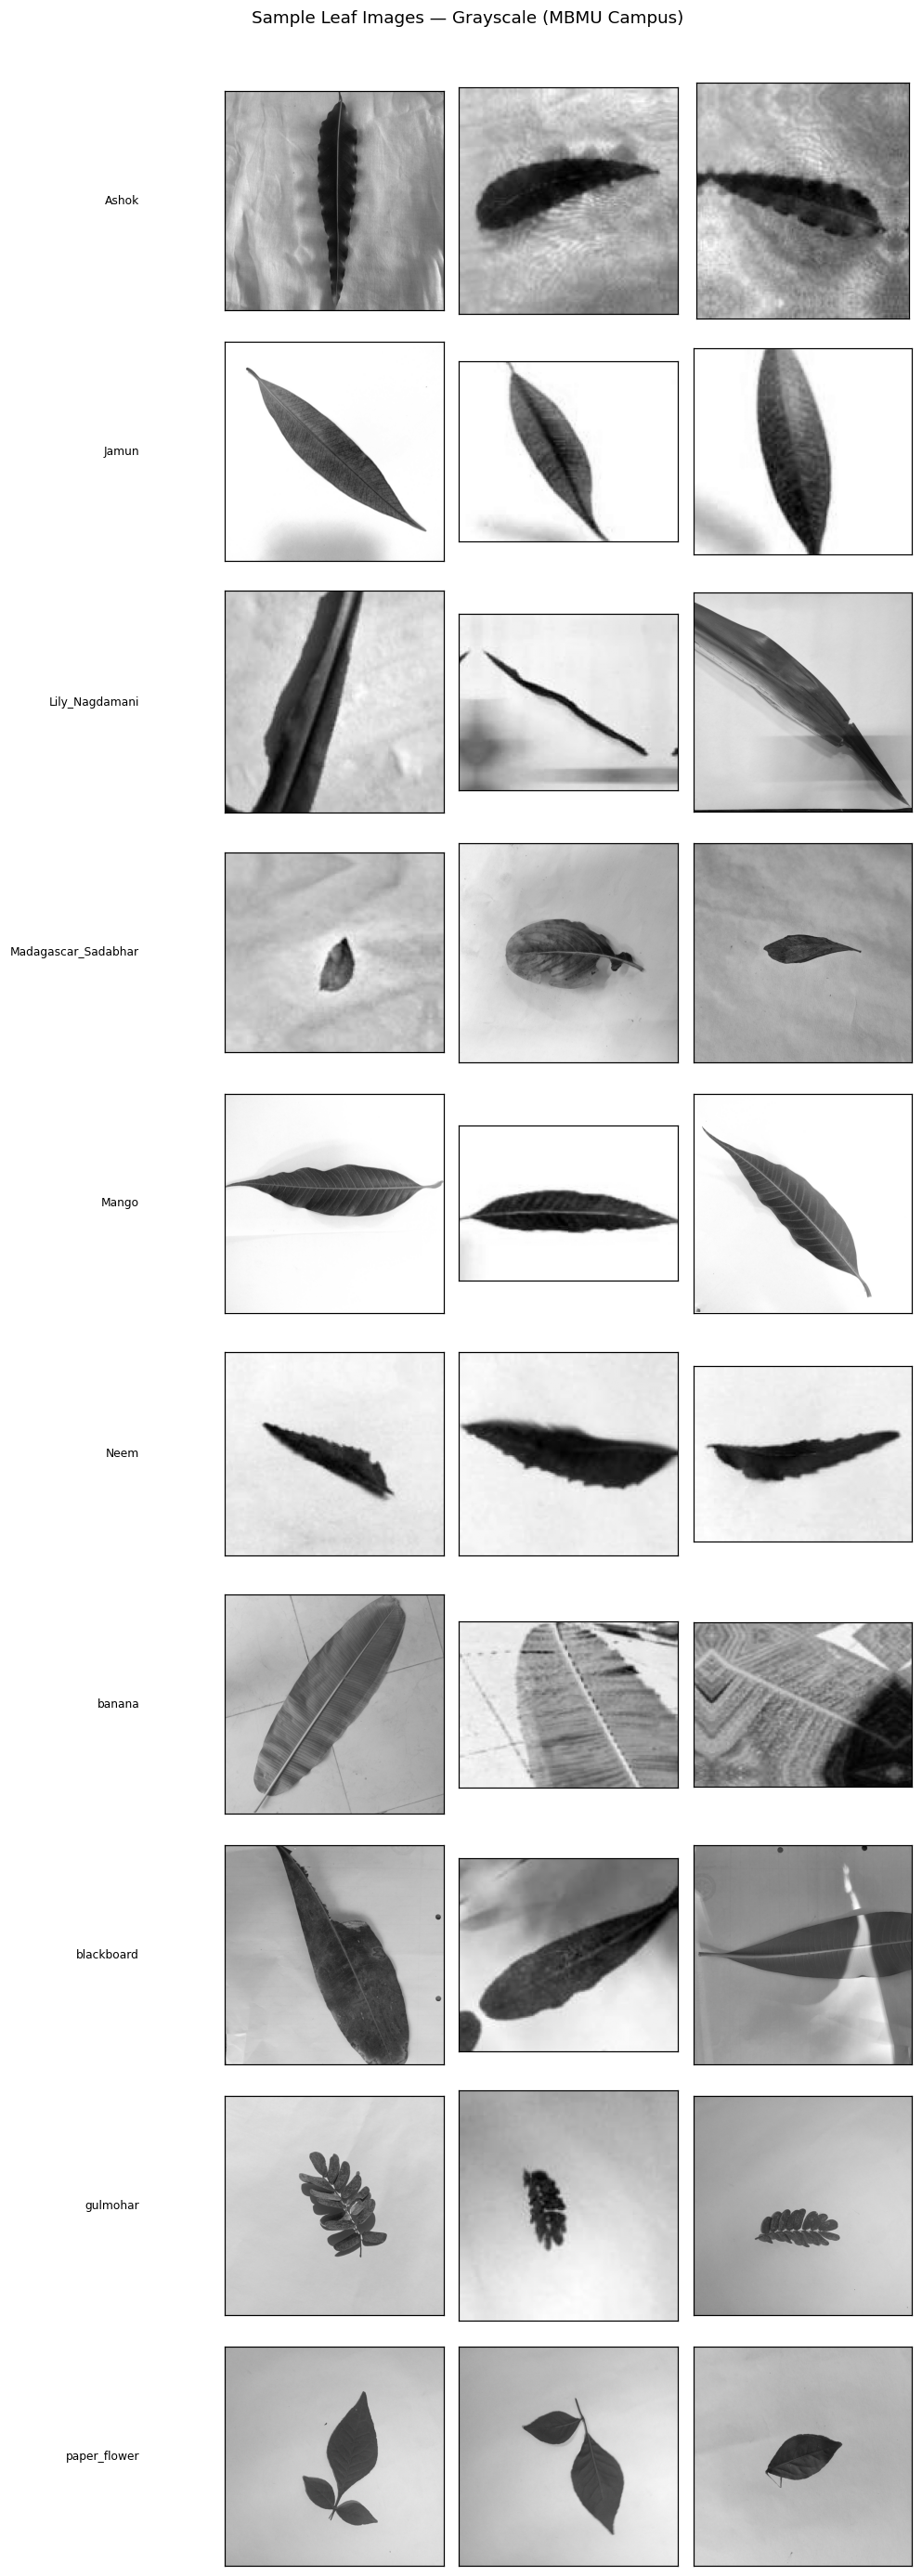 Sample Leaf Images — Grayscale (MBMU Campus)
Ashok
Jamun
Lily_Nagdamani
Madagascar_Sadabhar
Mango
Neem
banana
blackboard
gulmohar
paper_flower